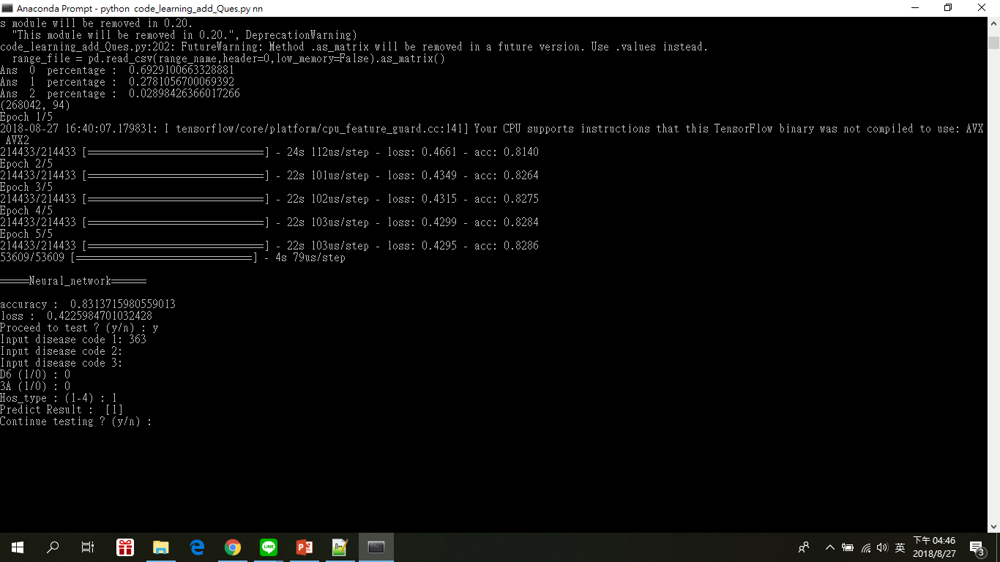 Anaconda Prompt - python  code_learning_add_Ques.py nn
s module will be removed in 0.20.
  "This module will be removed in 0.20.", DeprecationWarning)
code_learning_add_Ques.py:202: FutureWarning: Method .as_matrix will be removed in a future version. Use .values instead.
  range_file = pd.read_csv(range_name,header=0,low_memory=False).as_matrix()
Ans  0  percentage :  0.6929100663328881
Ans  1  percentage :  0.2781056700069392
Ans  2  percentage :  0.02898426366017266
(268042, 94)
Epoch 1/5
2018-08-27 16:40:07.179831: I tensorflow/core/platform/cpu_feature_guard.cc:141] Your CPU supports instructions that this TensorFlow binary was not compiled to use: AVX
 AVX2
214433/214433 [==============================] - 24s 112us/step - loss: 0.4661 - acc: 0.8140
Epoch 2/5
214433/214433 [==============================] - 22s 101us/step - loss: 0.4349 - acc: 0.8264
Epoch 3/5
214433/214433 [==============================] - 22s 102us/step - loss: 0.4315 - acc: 0.8275
Epoch 4/5
214433/214433 [==============================] - 22s 103us/step - loss: 0.4299 - acc: 0.8284
Epoch 5/5
214433/214433 [==============================] - 22s 103us/step - loss: 0.4295 - acc: 0.8286
53609/53609 [==============================] - 4s 79us/step
=====Neural_network======
accuracy :  0.8313715980559013
loss :  0.4225984701032428
Proceed to test ? (y/n) : y
Input disease code 1: 363
Input disease code 2:
Input disease code 3:
D6 (1/0) : 0
3A (1/0) : 0
Hos_type : (1-4) : 1
Predict Result :  [1]
Continue testing ? (y/n) :
LINE
英
下午 04:46
2018/8/27
3